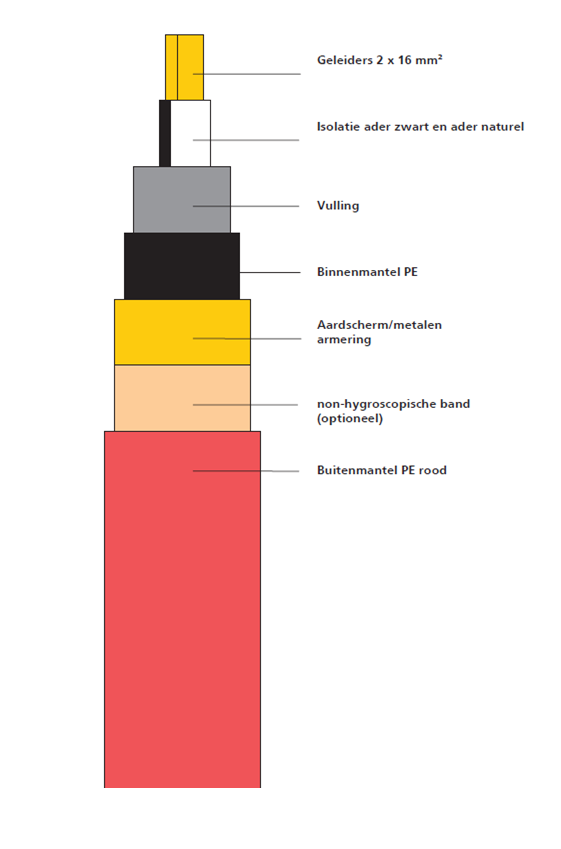 Geleiders 2 x 16 mm²
Isolatie ader zwart en ader naturel
Vulling
Binnenmantel PE
Aardscherm/metalen
armering
non-hygroscopische band
(optioneel)
Buitenmantel PE rood